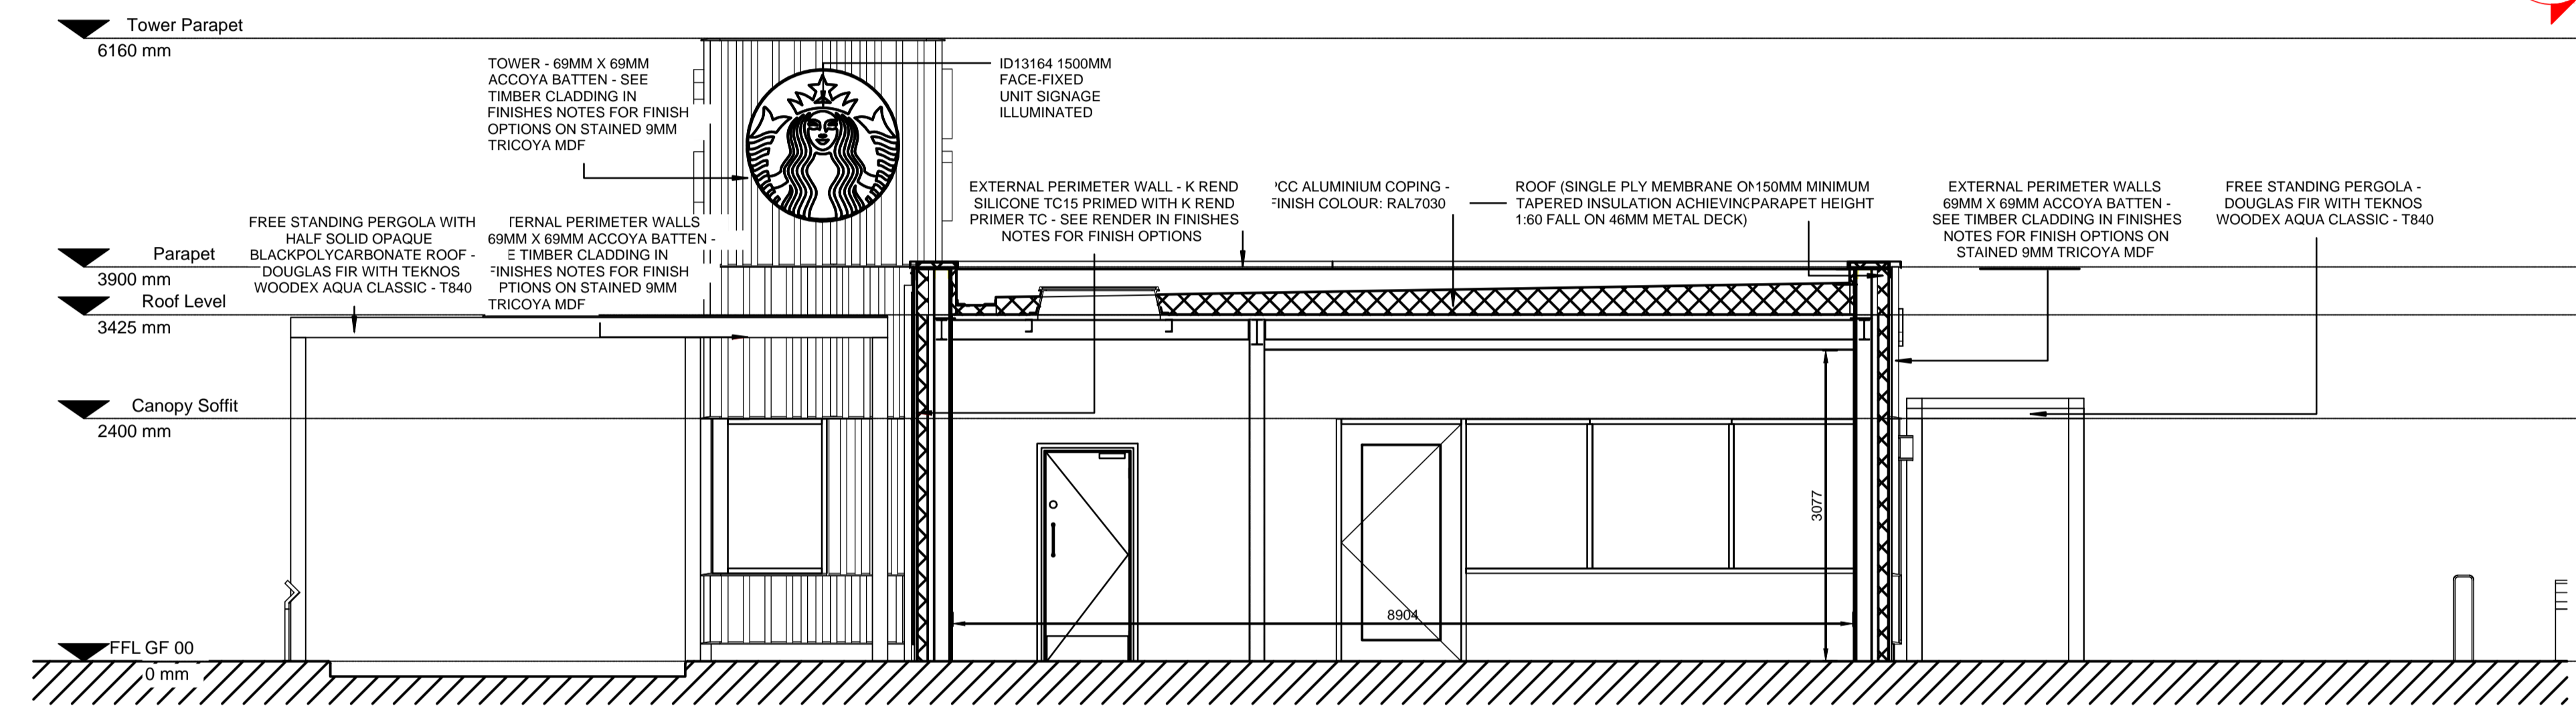 Tower Parapet
6160 mm
TOWER - 69MM X 69MM
ACCOYA BATTEN - SEE
TIMBER CLADDING IN
FINISHES NOTES FOR FINISH
OPTIONS ON STAINED 9MM
TRICOYA MDF
ID13164 1500MM
FACE-FIXED
UNIT SIGNAGE
ILLUMINATED
FREE STANDING PERGOLA WITH
HALF SOLID OPAQUE
BLACKPOLYCARBONATE ROOF -
DOUGLAS FIR WITH TEKNOS
WOODEX AQUA CLASSIC - T840
TERNAL PERIMETER WALLS
69MM X 69MM ACCOYA BATTEN -
E TIMBER CLADDING IN
FINISHES NOTES FOR FINISH
PTIONS ON STAINED 9MM
TRICOYA MDF
EXTERNAL PERIMETER WALL - K REND
SILICONE TC15 PRIMED WITH K REND
PRIMER TC - SEE RENDER IN FINISHES
NOTES FOR FINISH OPTIONS
PCC ALUMINIUM COPING -
FINISH COLOUR: RAL7030
ROOF (SINGLE PLY MEMBRANE ON
TAPERED INSULATION ACHIEVING
1:60 FALL ON 46MM METAL DECK)
150MM MINIMUM
PARAPET HEIGHT
EXTERNAL PERIMETER WALLS
69MM X 69MM ACCOYA BATTEN -
SEE TIMBER CLADDING IN FINISHES
NOTES FOR FINISH OPTIONS ON
STAINED 9MM TRICOYA MDF
FREE STANDING PERGOLA -
DOUGLAS FIR WITH TEKNOS
WOODEX AQUA CLASSIC - T840
Parapet
3900 mm
Roof Level
3425 mm
Canopy Soffit
2400 mm
3077
8904
FFL GF 00
0 mm